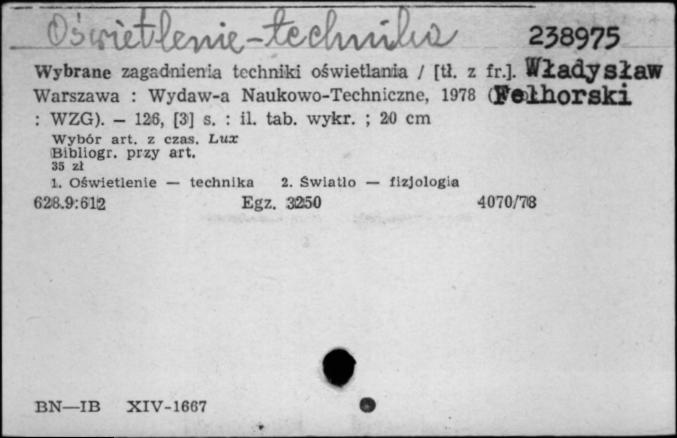 Oświetlenie-technika
238975
Wybrane zagadnienia techniki oświetlania / [tł. z fr.]. Władysław
Warszawa : Wydaw-a Naukowo-Techniczne, 1978 Felhorski
: WZG). — 126, [3] s. : il. tab. wykr. ; 20 cm
Wybór art. z czas. Lux
Bibliogr. przy art.
35 zł
1. Oświetlenie — technika 2. Światło — fizjologia
628.9:612 Egz. 3250 4070/78
BN—IB XIV-1667